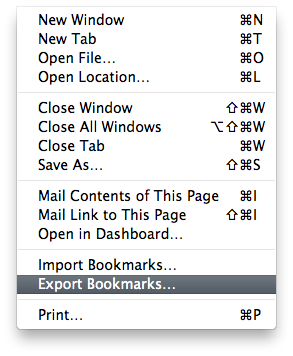 New Window ⌘N
New Tab ⌘T
Open File… ⌘O
Open Location… ⌘L
Close Window ⇧⌘W
Close All Windows ⌥⇧⌘W
Close Tab ⌘W
Save As… ⇧⌘S
Mail Contents of This Page ⌘I
Mail Link to This Page ⇧⌘I
Open in Dashboard…
Import Bookmarks…
Export Bookmarks…
Print… ⌘P